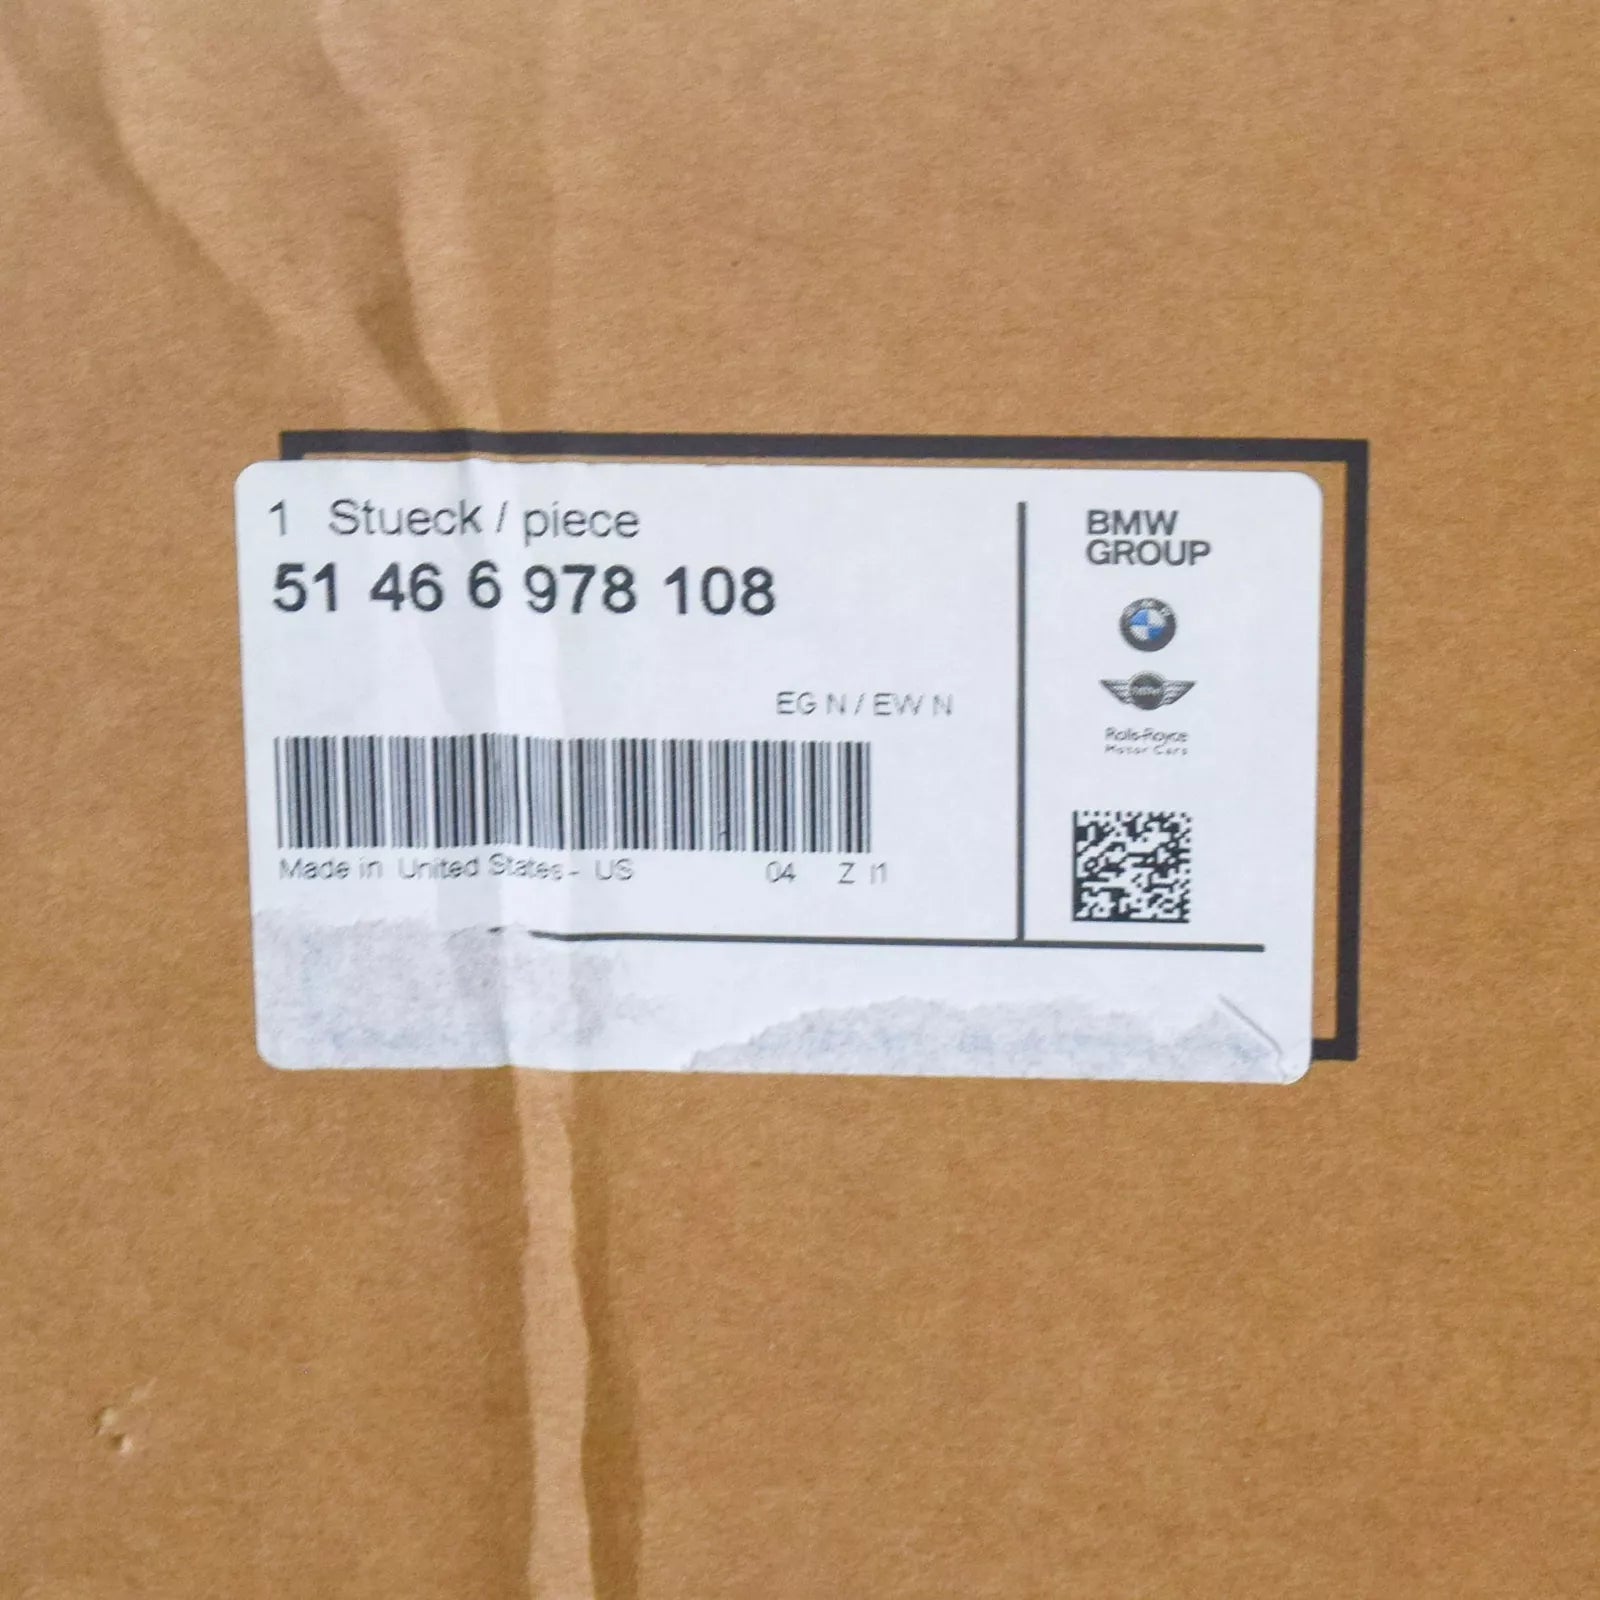 1 Stueck / piece
51 46 6 978 108
EG N / EW N
Made in United States - US 04 Z I1
BMW
GROUP
Rolls-Royce
Motor Cars